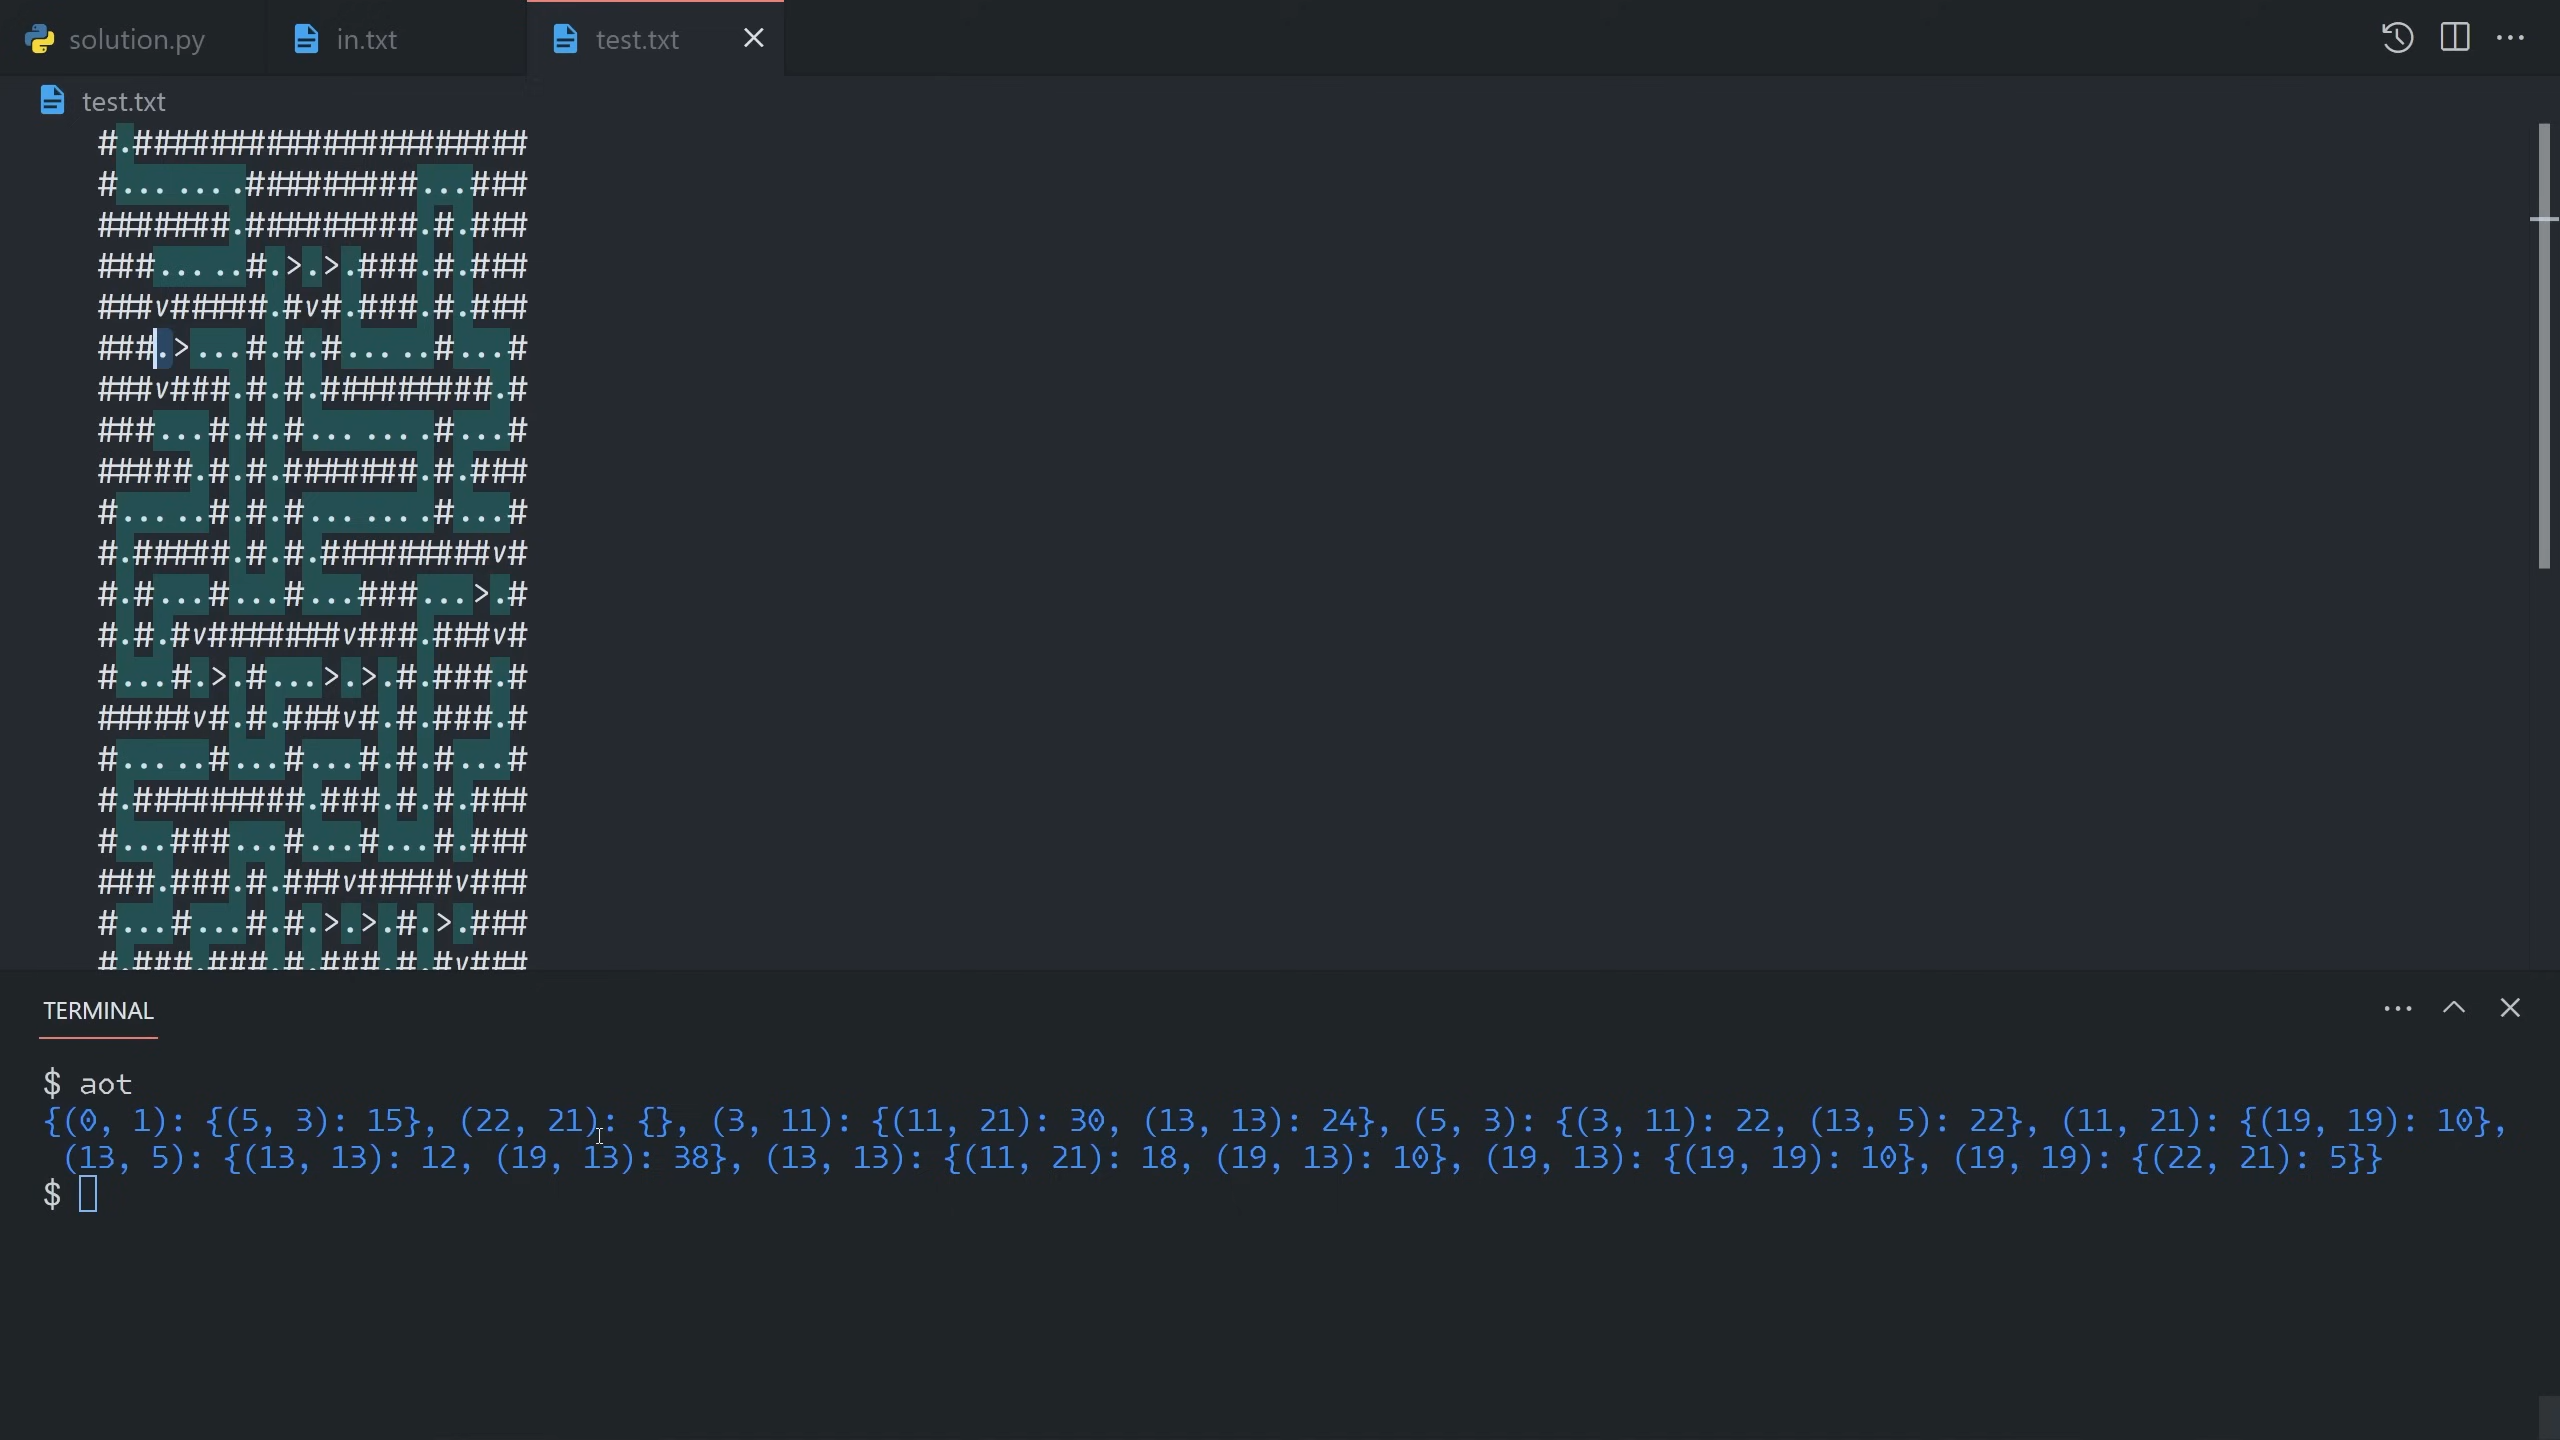 solution.py
in.txt
test.txt
test.txt
#.#####################
#.......#########...###
#######.#########.#.###
###.....#.>.>.###.#.###
###v#####.#v#.###.#.###
###.>...#.#.#.....#...#
###v###.#.#.#########.#
###...#.#.#.......#...#
#####.#.#.#######.#.###
#.....#.#.#.......#...#
#.#####.#.#.#########v#
#.#...#...#...###...>.#
#.#.#v#######v###.###v#
#...#.>.#...>.>.#.###.#
#####v#.#.###v#.#.###.#
#.....#...#...#.#.#...#
#.#########.###.#.#.###
#...###...#...#...#.###
###.###.#.###v#####v###
#...#...#.#.>.>.#.>.###
#.###.###.#.###.#.#v###
TERMINAL
$ aot
{(0, 1): {(5, 3): 15}, (22, 21): {}, (3, 11): {(11, 21): 30, (13, 13): 24}, (5, 3): {(3, 11): 22, (13, 5): 22}, (11, 21): {(19, 19): 10},
(13, 5): {(13, 13): 12, (19, 13): 38}, (13, 13): {(11, 21): 18, (19, 13): 10}, (19, 13): {(19, 19): 10}, (19, 19): {(22, 21): 5}}
$